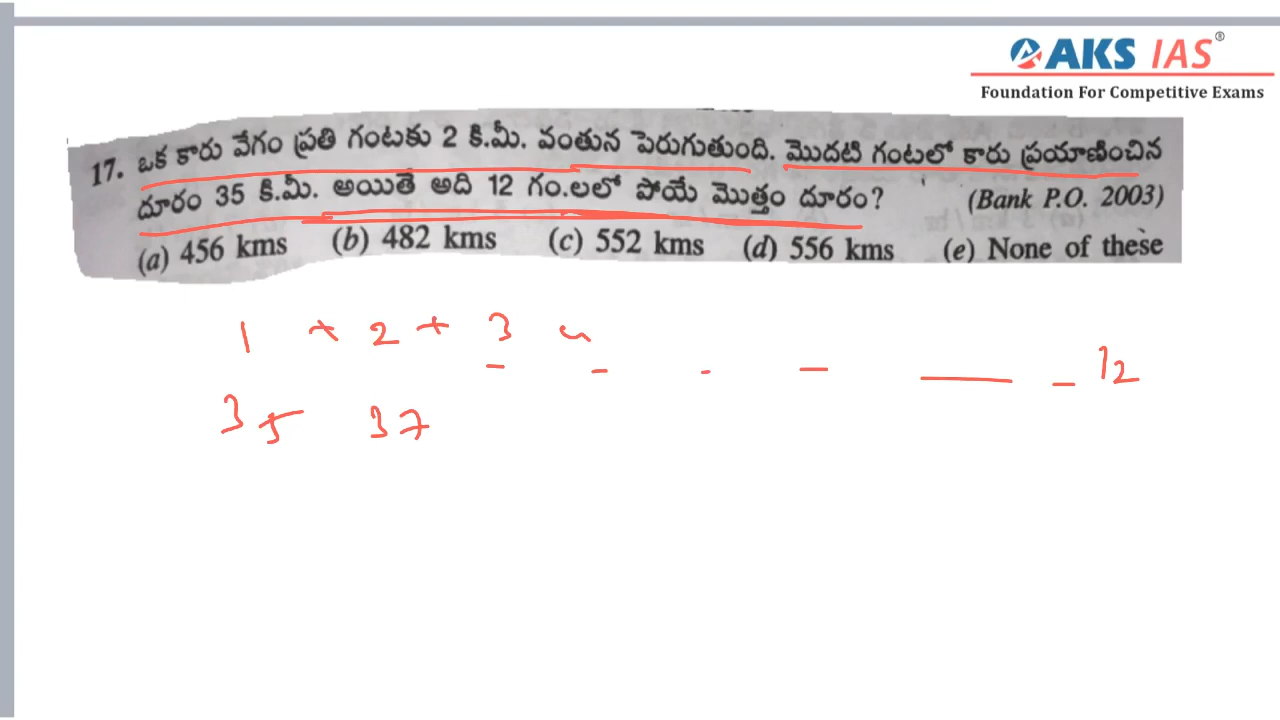 AKS IAS®
Foundation For Competitive Exams
17. ఒక కారు వేగం ప్రతి గంటకు 2 కి.మీ. వంతున పెరుగుతుంది. మొదటి గంటలో కారు ప్రయాణించిన
దూరం 35 కి.మీ. అయితే అది 12 గం.లలో పోయే మొత్తం దూరం? (Bank P.O. 2003)
(a) 456 kms (b) 482 kms (c) 552 kms (d) 556 kms (e) None of these
1 + 2 + 3 4 - - . - — - 12
35 37